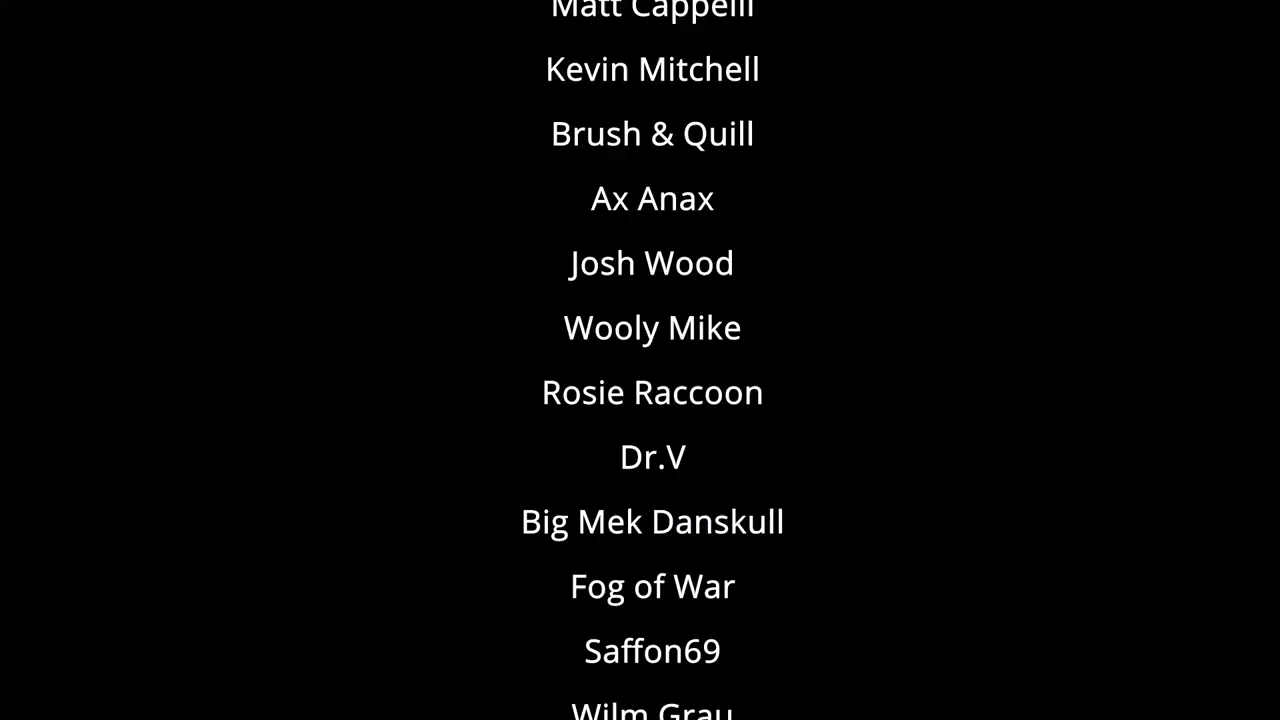 Matt Cappelli
Kevin Mitchell
Brush & Quill
Ax Anax
Josh Wood
Wooly Mike
Rosie Raccoon
Dr.V
Big Mek Danskull
Fog of War
Saffon69
Wilm Grau